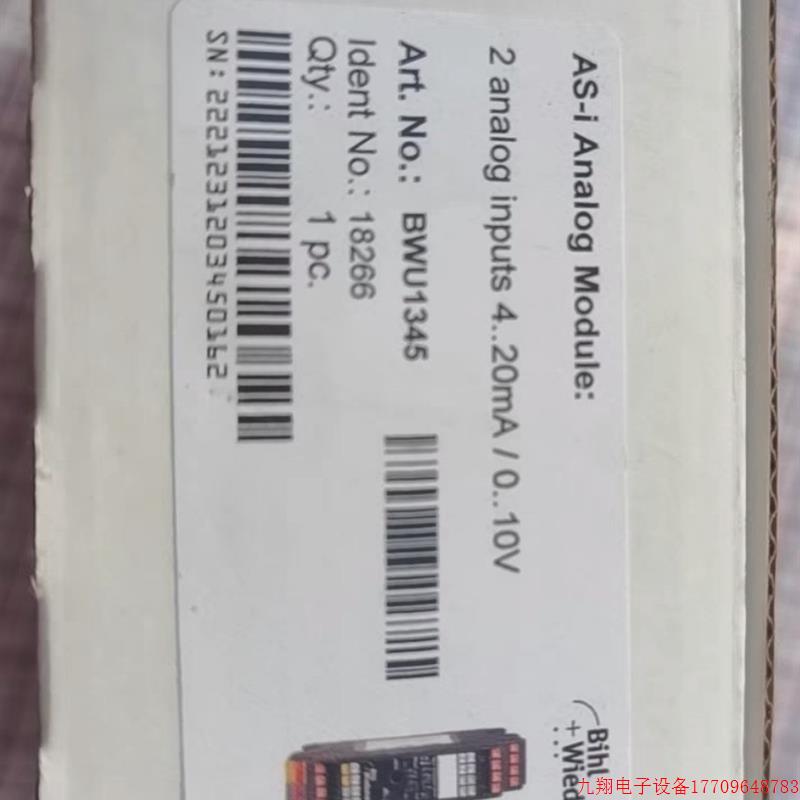 AS-i Analog Module:
2 analog inputs 4..20mA / 0..10V
Art. No.: BWU1345
Ident No.: 18266
Qty.: 1 pc.
SN: 2221231203450162
Bihl
+Wied
九翔电子设备17709648783